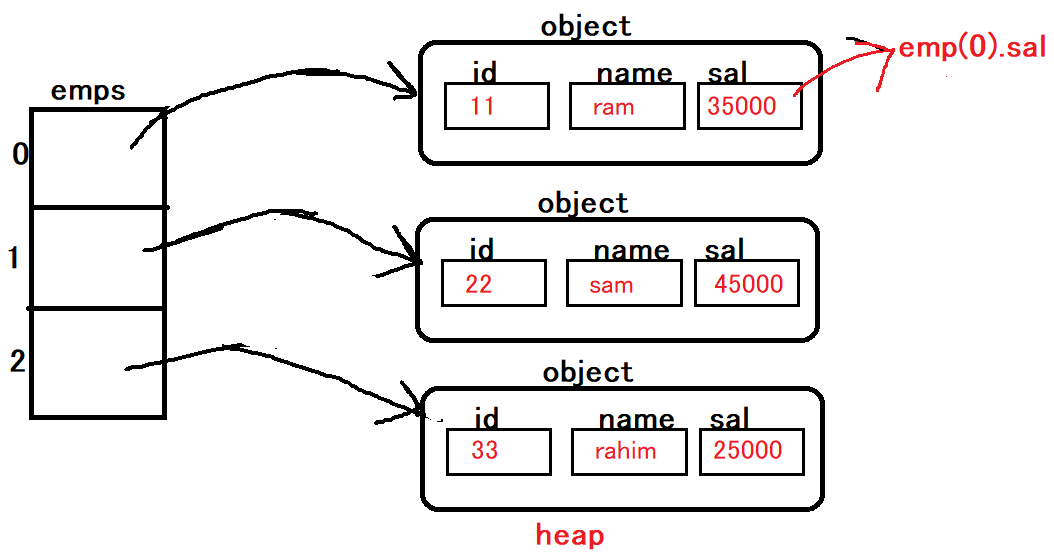 emps
0
1
2
object
id name sal
11 ram 35000
emp(0).sal
object
id name sal
22 sam 45000
object
id name sal
33 rahim 25000
heap